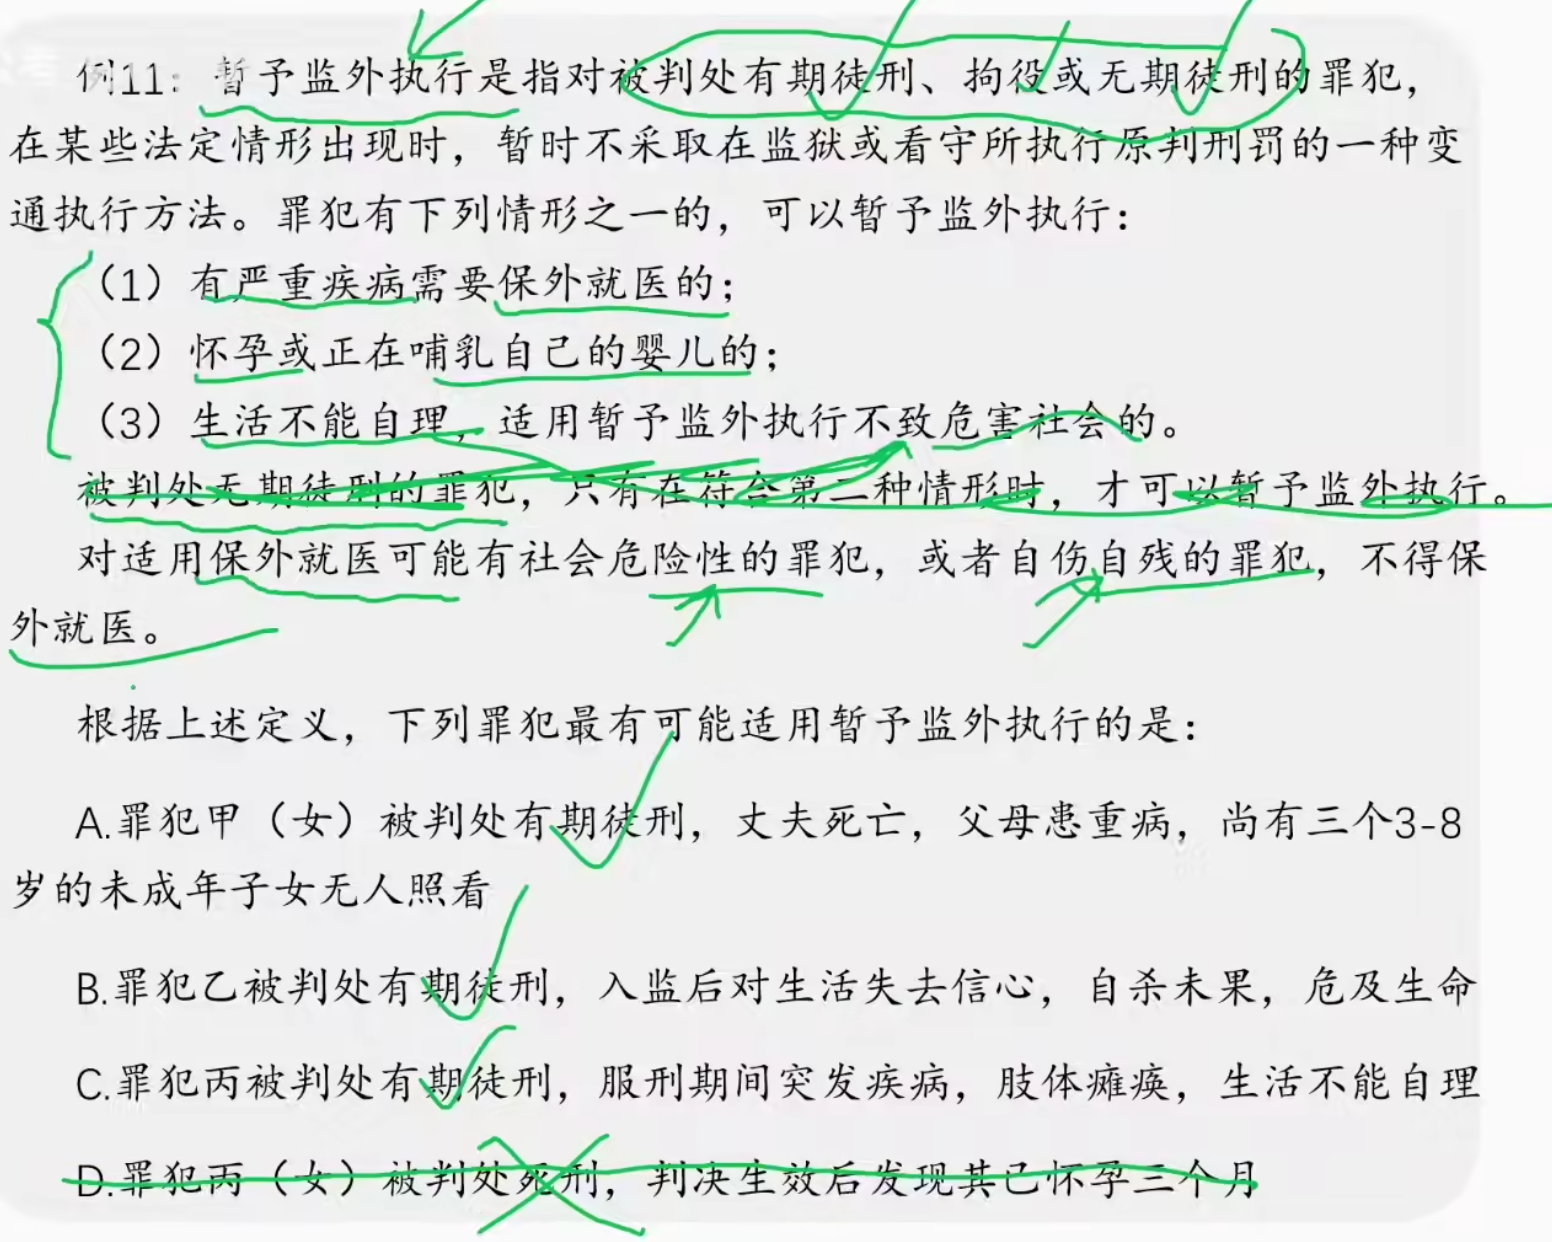 例11：暂予监外执行是指对被判处有期徒刑、拘役或无期徒刑的罪犯，
在某些法定情形出现时，暂时不采取在监狱或看守所执行原判刑罚的一种变
通执行方法。罪犯有下列情形之一的，可以暂予监外执行：
（1）有严重疾病需要保外就医的；
（2）怀孕或正在哺乳自己的婴儿的；
（3）生活不能自理，适用暂予监外执行不致危害社会的。
被判处无期徒刑的罪犯，只有在符合第二种情形时，才可以暂予监外执行。
对适用保外就医可能有社会危险性的罪犯，或者自伤自残的罪犯，不得保
外就医。
根据上述定义，下列罪犯最有可能适用暂予监外执行的是：
A.罪犯甲（女）被判处有期徒刑，丈夫死亡，父母患重病，尚有三个3-8
岁的未成年子女无人照看
B.罪犯乙被判处有期徒刑，入监后对生活失去信心，自杀未果，危及生命
C.罪犯丙被判处有期徒刑，服刑期间突发疾病，肢体瘫痪，生活不能自理
D.罪犯丙（女）被判处死刑，判决生效后发现其已怀孕三个月